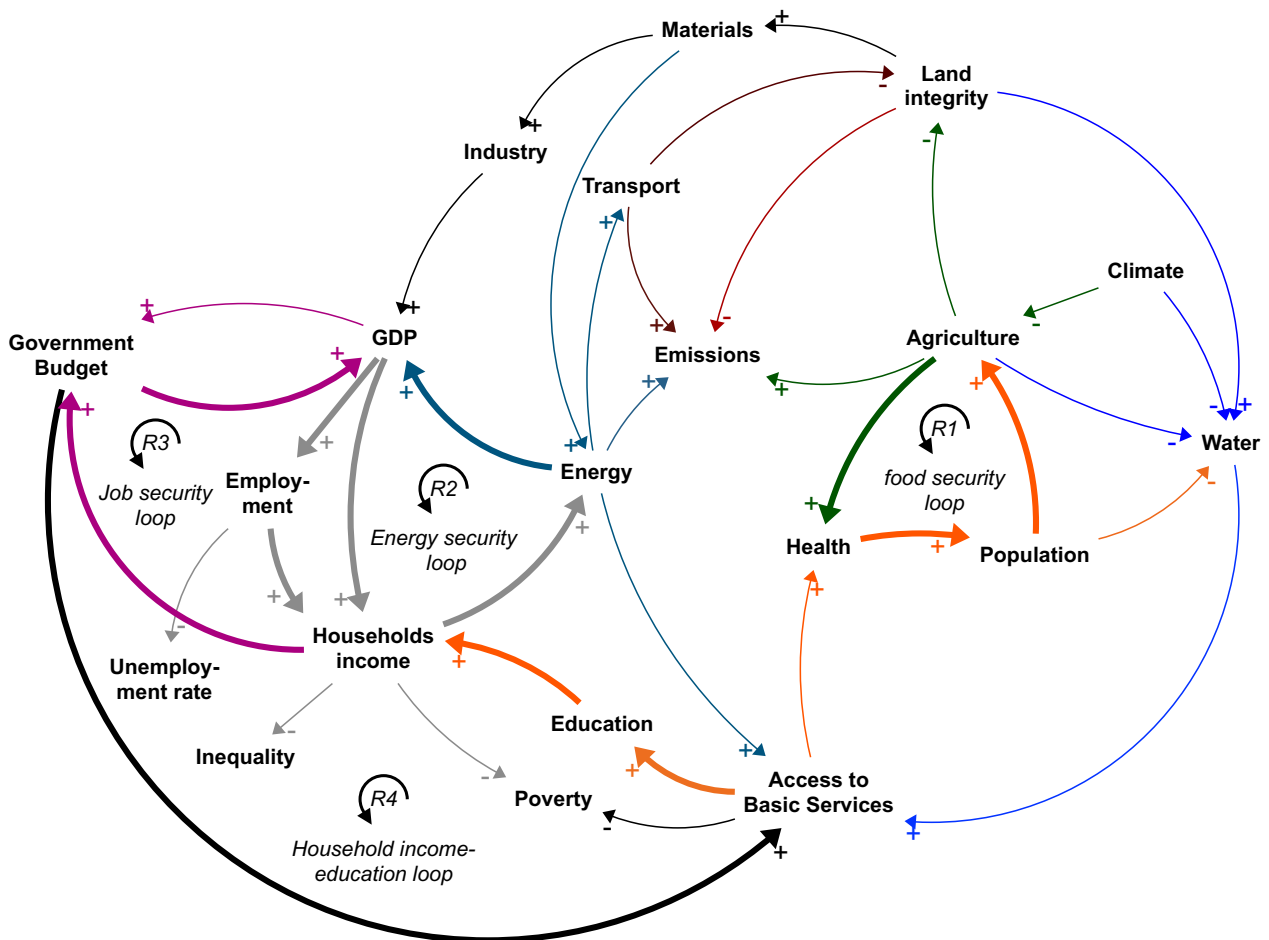 +
Materials
Land
integrity
-
+
Industry
-
Transport
+
Climate
+
+
-
Government
Budget
GDP
+
+
-
Emissions
Agriculture
+
+
+
+
+
-
+
R3
+
R1
-
Water
+
Employ-
ment
Energy
food security
loop
-
Job security
loop
R2
+
+
Energy security
loop
Health
+
Population
+
+
+
-
Households
income
+
Unemploy-
ment rate
Education
-
Inequality
+
+
-
Access to
Basic Services
R4
Poverty
-
+
+
Household income-
education loop